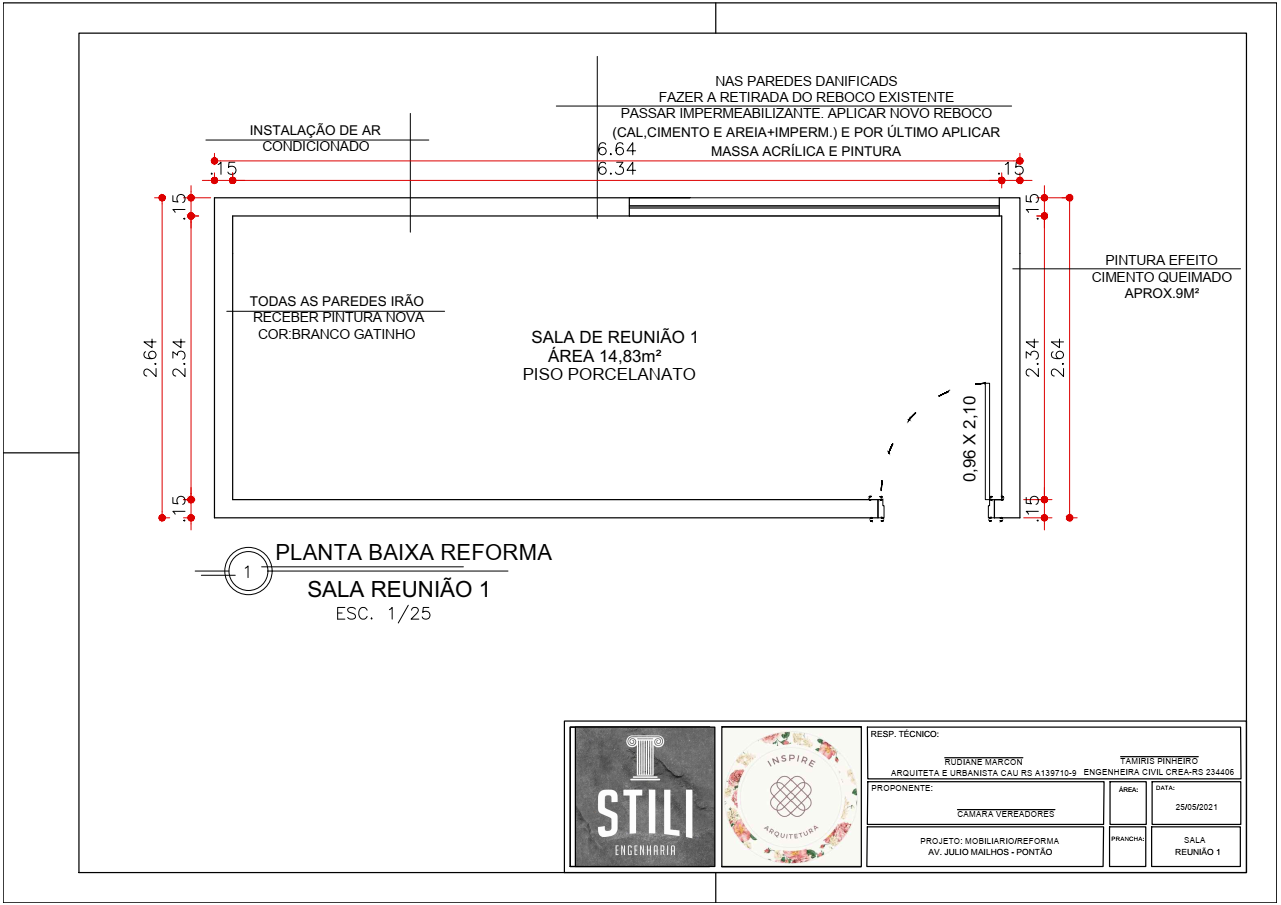 NAS PAREDES DANIFICADS
FAZER A RETIRADA DO REBOCO EXISTENTE
PASSAR IMPERMEABILIZANTE. APLICAR NOVO REBOCO
(CAL,CIMENTO E AREIA+IMPERM.) E POR ÚLTIMO APLICAR
MASSA ACRÍLICA E PINTURA
INSTALAÇÃO DE AR
CONDICIONADO
6.64
.15
6.34
.15
.15
2.34
2.64
.15
.15
2.34
2.64
.15
PINTURA EFEITO
CIMENTO QUEIMADO
APROX.9M²
TODAS AS PAREDES IRÃO
RECEBER PINTURA NOVA
COR:BRANCO GATINHO
SALA DE REUNIÃO 1
ÁREA 14,83m²
PISO PORCELANATO
0,96 X 2,10
1
PLANTA BAIXA REFORMA
SALA REUNIÃO 1
ESC. 1/25
STILI
ENGENHARIA
INSPIRE
ARQUITETURA
RESP. TÉCNICO:
RUDIANE MARCON
ARQUITETA E URBANISTA CAU RS A139710-9
TAMIRIS PINHEIRO
ENGENHEIRA CIVIL CREA-RS 234406
PROPONENTE:
CAMARA VEREADORES
ÁREA:
DATA:
25/05/2021
PROJETO: MOBILIARIO/REFORMA
AV. JULIO MAILHOS - PONTÃO
PRANCHA:
SALA
REUNIÃO 1